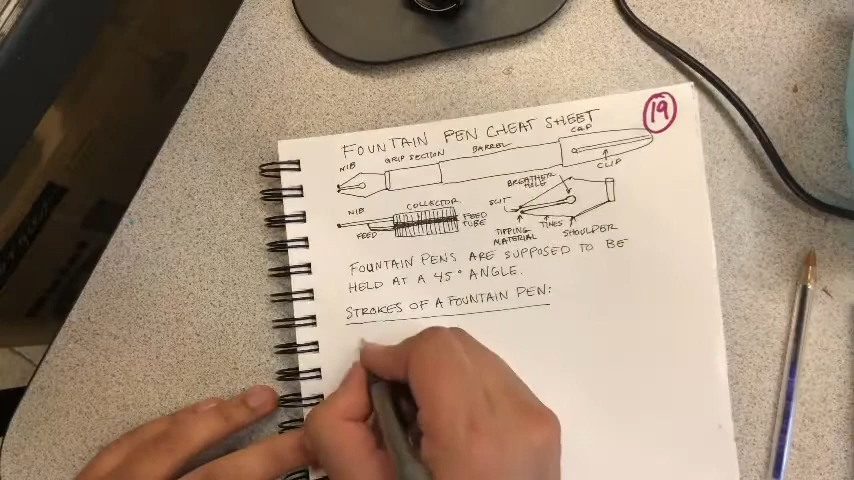 19
FOUNTAIN PEN CHEAT SHEET
NIB GRIP SECTION BARREL CAP
CLIP
NIB COLLECTOR
FEED
FEED TUBE
BREATHER HOLE
SLIT
TIPPING MATERIAL
TINES
SHOULDER
FOUNTAIN PENS ARE SUPPOSED TO BE
HELD AT A 45° ANGLE.
STROKES OF A FOUNTAIN PEN: